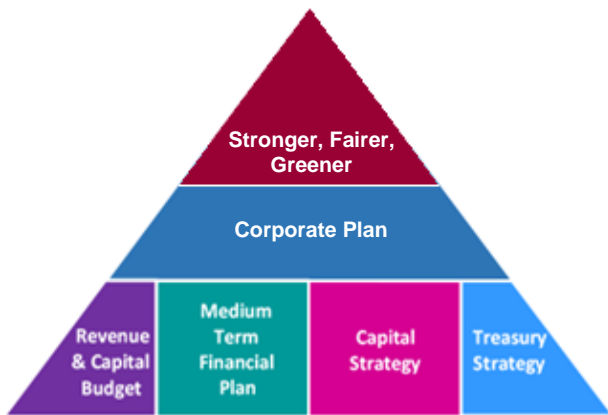 Stronger, Fairer,
Greener
Corporate Plan
Revenue
& Capital
Budget
Medium
Term
Financial
Plan
Capital
Strategy
Treasury
Strategy